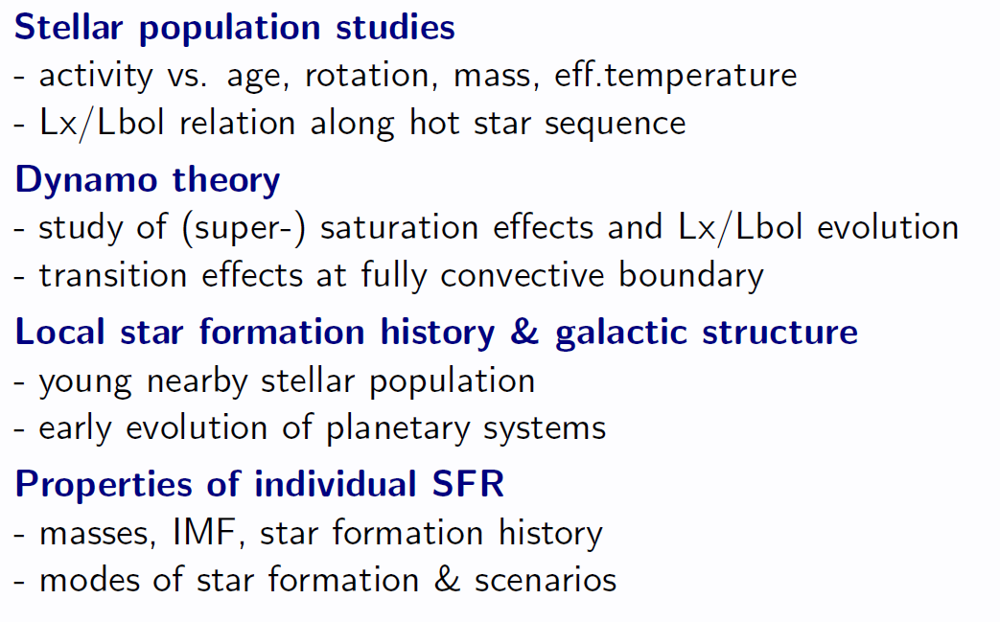 Stellar population studies
- activity vs. age, rotation, mass, eff.temperature
- Lx/Lbol relation along hot star sequence
Dynamo theory
- study of (super-) saturation effects and Lx/Lbol evolution
- transition effects at fully convective boundary
Local star formation history & galactic structure
- young nearby stellar population
- early evolution of planetary systems
Properties of individual SFR
- masses, IMF, star formation history
- modes of star formation & scenarios